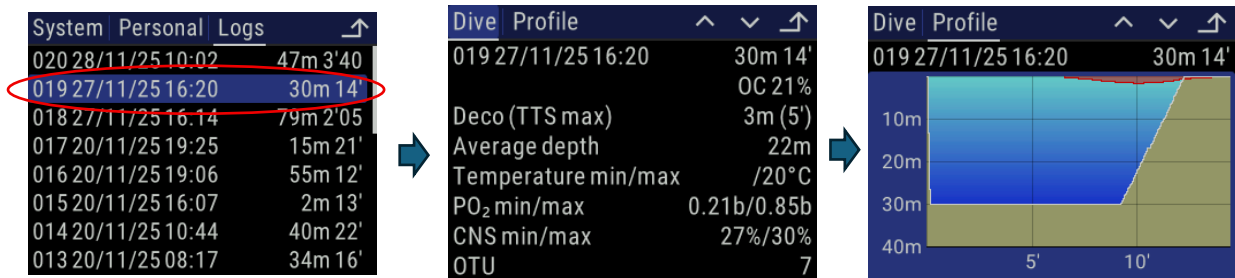 System Personal Logs
020 28/11/25 10:02 47m 3'40
019 27/11/25 16:20 30m 14'
018 27/11/25 16:14 79m 2'05
017 20/11/25 19:25 15m 21'
016 20/11/25 19:06 55m 12'
015 20/11/25 16:07 2m 13'
014 20/11/25 10:44 40m 22'
013 20/11/25 08:17 34m 16'
Dive Profile
019 27/11/25 16:20 30m 14'
OC 21%
Deco (TTS max) 3m (5')
Average depth 22m
Temperature min/max /20°C
PO₂ min/max 0.21b/0.85b
CNS min/max 27%/30%
OTU 7
Dive Profile
019 27/11/25 16:20 30m 14'
10m
20m
30m
40m
5' 10'